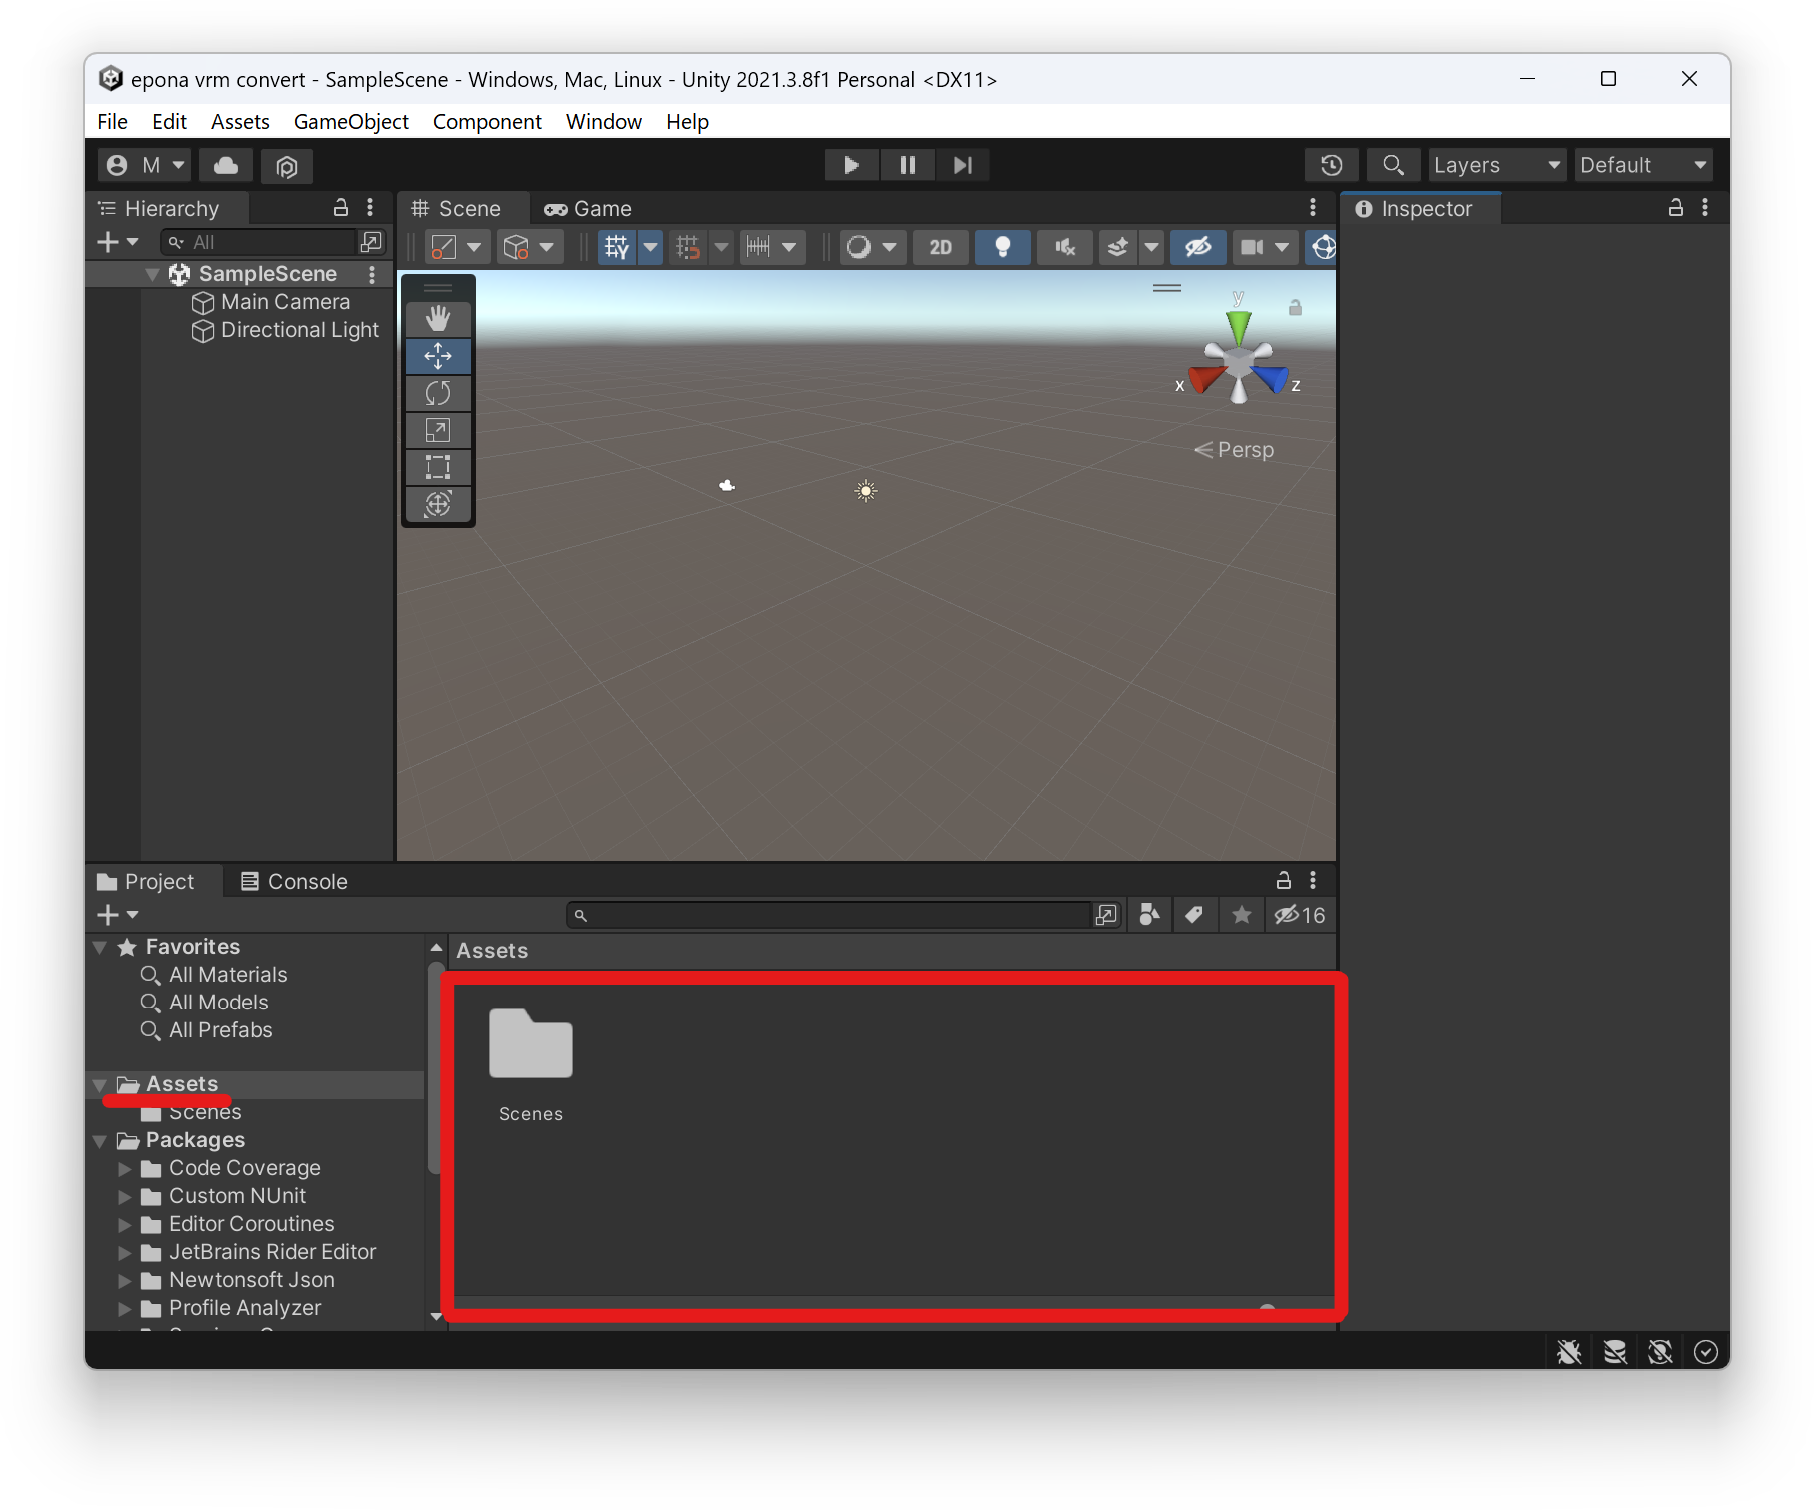 epona vrm convert - SampleScene - Windows, Mac, Linux - Unity 2021.3.8f1 Personal <DX11>
File Edit Assets GameObject Component Window Help
M Layers Default
Hierarchy
Scene Game
Inspector
All
2D
SampleScene
Main Camera
Directional Light
y
x z
Persp
Project Console
16
Favorites
All Materials
All Models
All Prefabs
Assets
Scenes
Packages
Code Coverage
Custom NUnit
Editor Coroutines
JetBrains Rider Editor
Newtonsoft Json
Profile Analyzer
Assets
Scenes